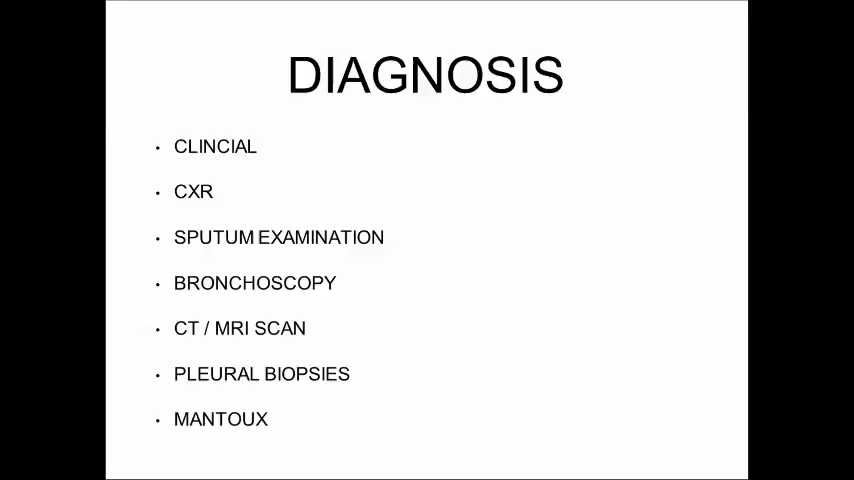 DIAGNOSIS
• CLINCIAL
• CXR
• SPUTUM EXAMINATION
• BRONCHOSCOPY
• CT / MRI SCAN
• PLEURAL BIOPSIES
• MANTOUX